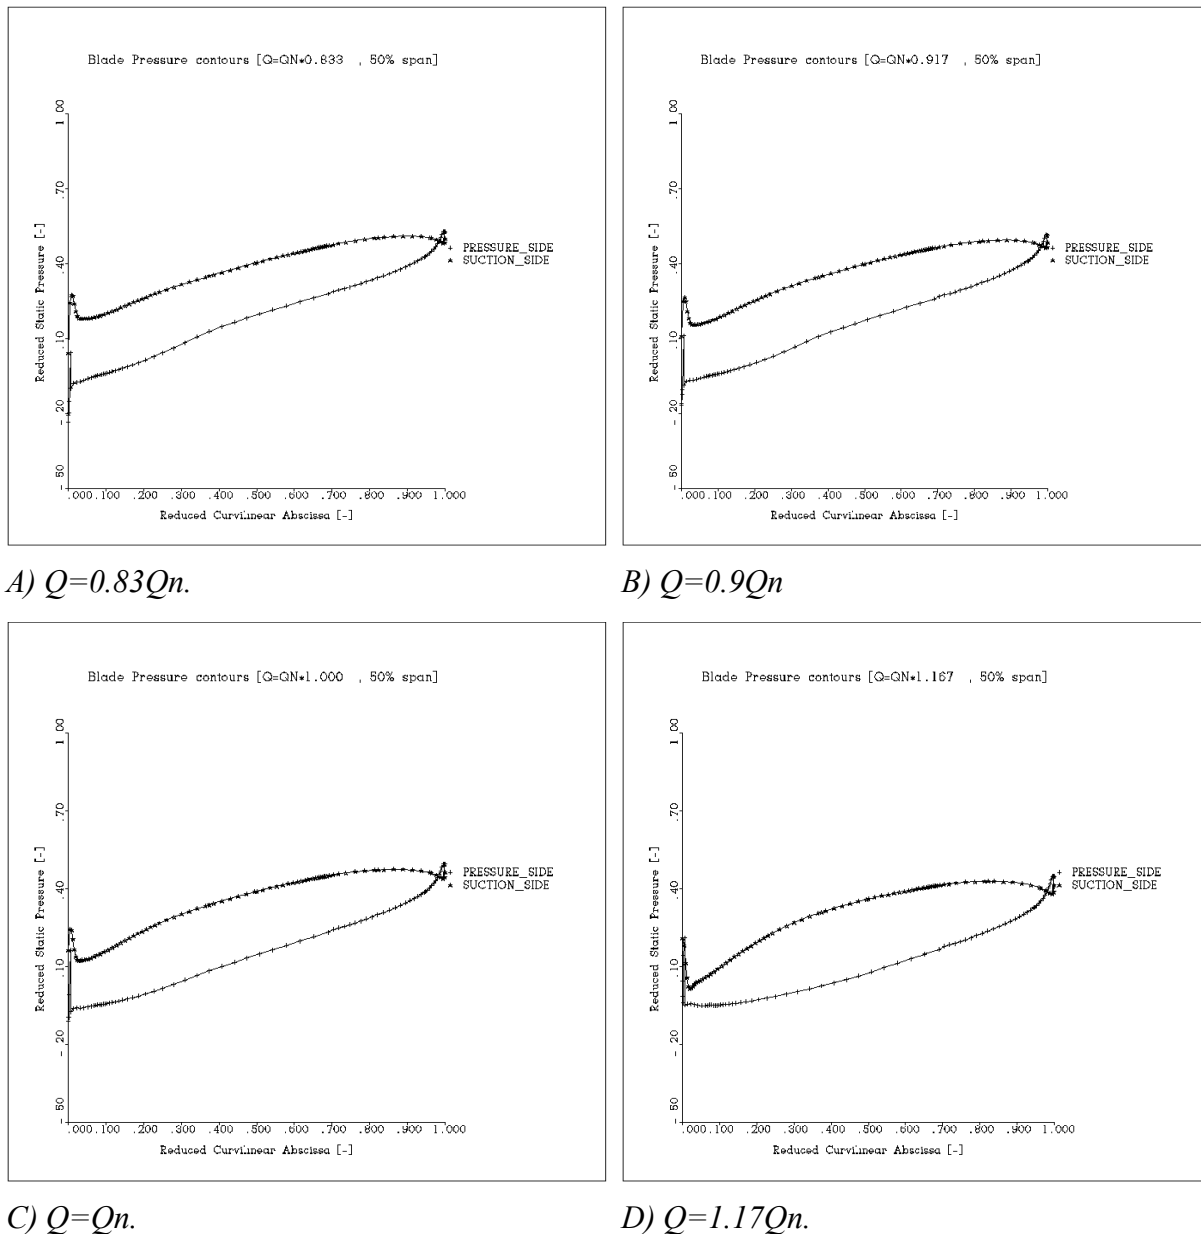 Blade Pressure contours [Q=QN*0.833 , 50% span]
1.00
.70
.40
.10
-.20
-.50
Reduced Static Pressure [-]
PRESSURE_SIDE
SUCTION_SIDE
.000 .100 .200 .300 .400 .500 .600 .700 .800 .900 1.000
Reduced Curvilinear Abscissa [-]
A) Q=0.83Qn.
Blade Pressure contours [Q=QN*0.917 , 50% span]
1.00
.70
.40
.10
-.20
-.50
Reduced Static Pressure [-]
PRESSURE_SIDE
SUCTION_SIDE
.000 .100 .200 .300 .400 .500 .600 .700 .800 .900 1.000
Reduced Curvilinear Abscissa [-]
B) Q=0.9Qn
Blade Pressure contours [Q=QN*1.000 , 50% span]
1.00
.70
.40
.10
-.20
-.50
Reduced Static Pressure [-]
PRESSURE_SIDE
SUCTION_SIDE
.000 .100 .200 .300 .400 .500 .600 .700 .800 .900 1.000
Reduced Curvilinear Abscissa [-]
C) Q=Qn.
Blade Pressure contours [Q=QN*1.167 , 50% span]
1.00
.70
.40
.10
-.20
-.50
Reduced Static Pressure [-]
PRESSURE_SIDE
SUCTION_SIDE
.000 .100 .200 .300 .400 .500 .600 .700 .800 .900 1.000
Reduced Curvilinear Abscissa [-]
D) Q=1.17Qn.